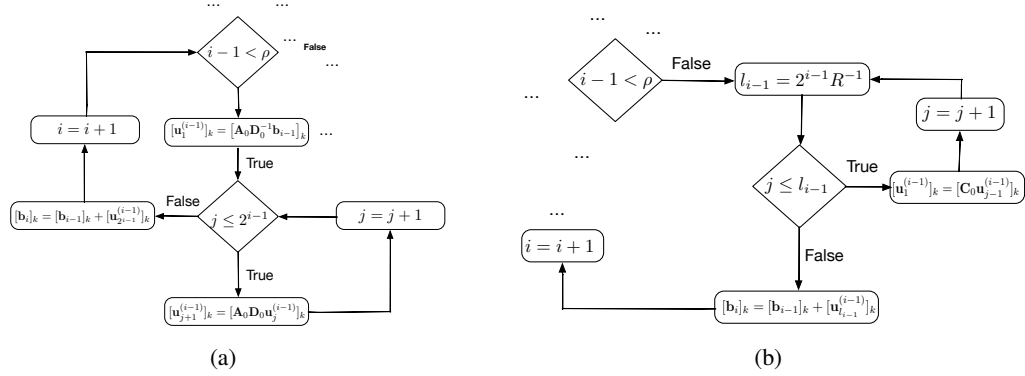 ... ...
i − 1 < ρ
... False ...
i = i + 1
[u_1^{(i−1)}]_k = [A_0 D_0^{−1} b_{i−1}]_k ...
True
[b_i]_k = [b_{i−1}]_k + [u_{2^{i−1}}^{(i−1)}]_k
False
j ≤ 2^{i−1}
j = j + 1
True
[u_{j+1}^{(i−1)}]_k = [A_0 D_0 u_j^{(i−1)}]_k
(a)
... ...
i − 1 < ρ
False
l_{i−1} = 2^{i−1} R^{−1}
...
j = j + 1
...
j ≤ l_{i−1}
True
[u_1^{(i−1)}]_k = [C_0 u_{j−1}^{(i−1)}]_k
...
i = i + 1
False
[b_i]_k = [b_{i−1}]_k + [u_{l_{i−1}}^{(i−1)}]_k
(b)